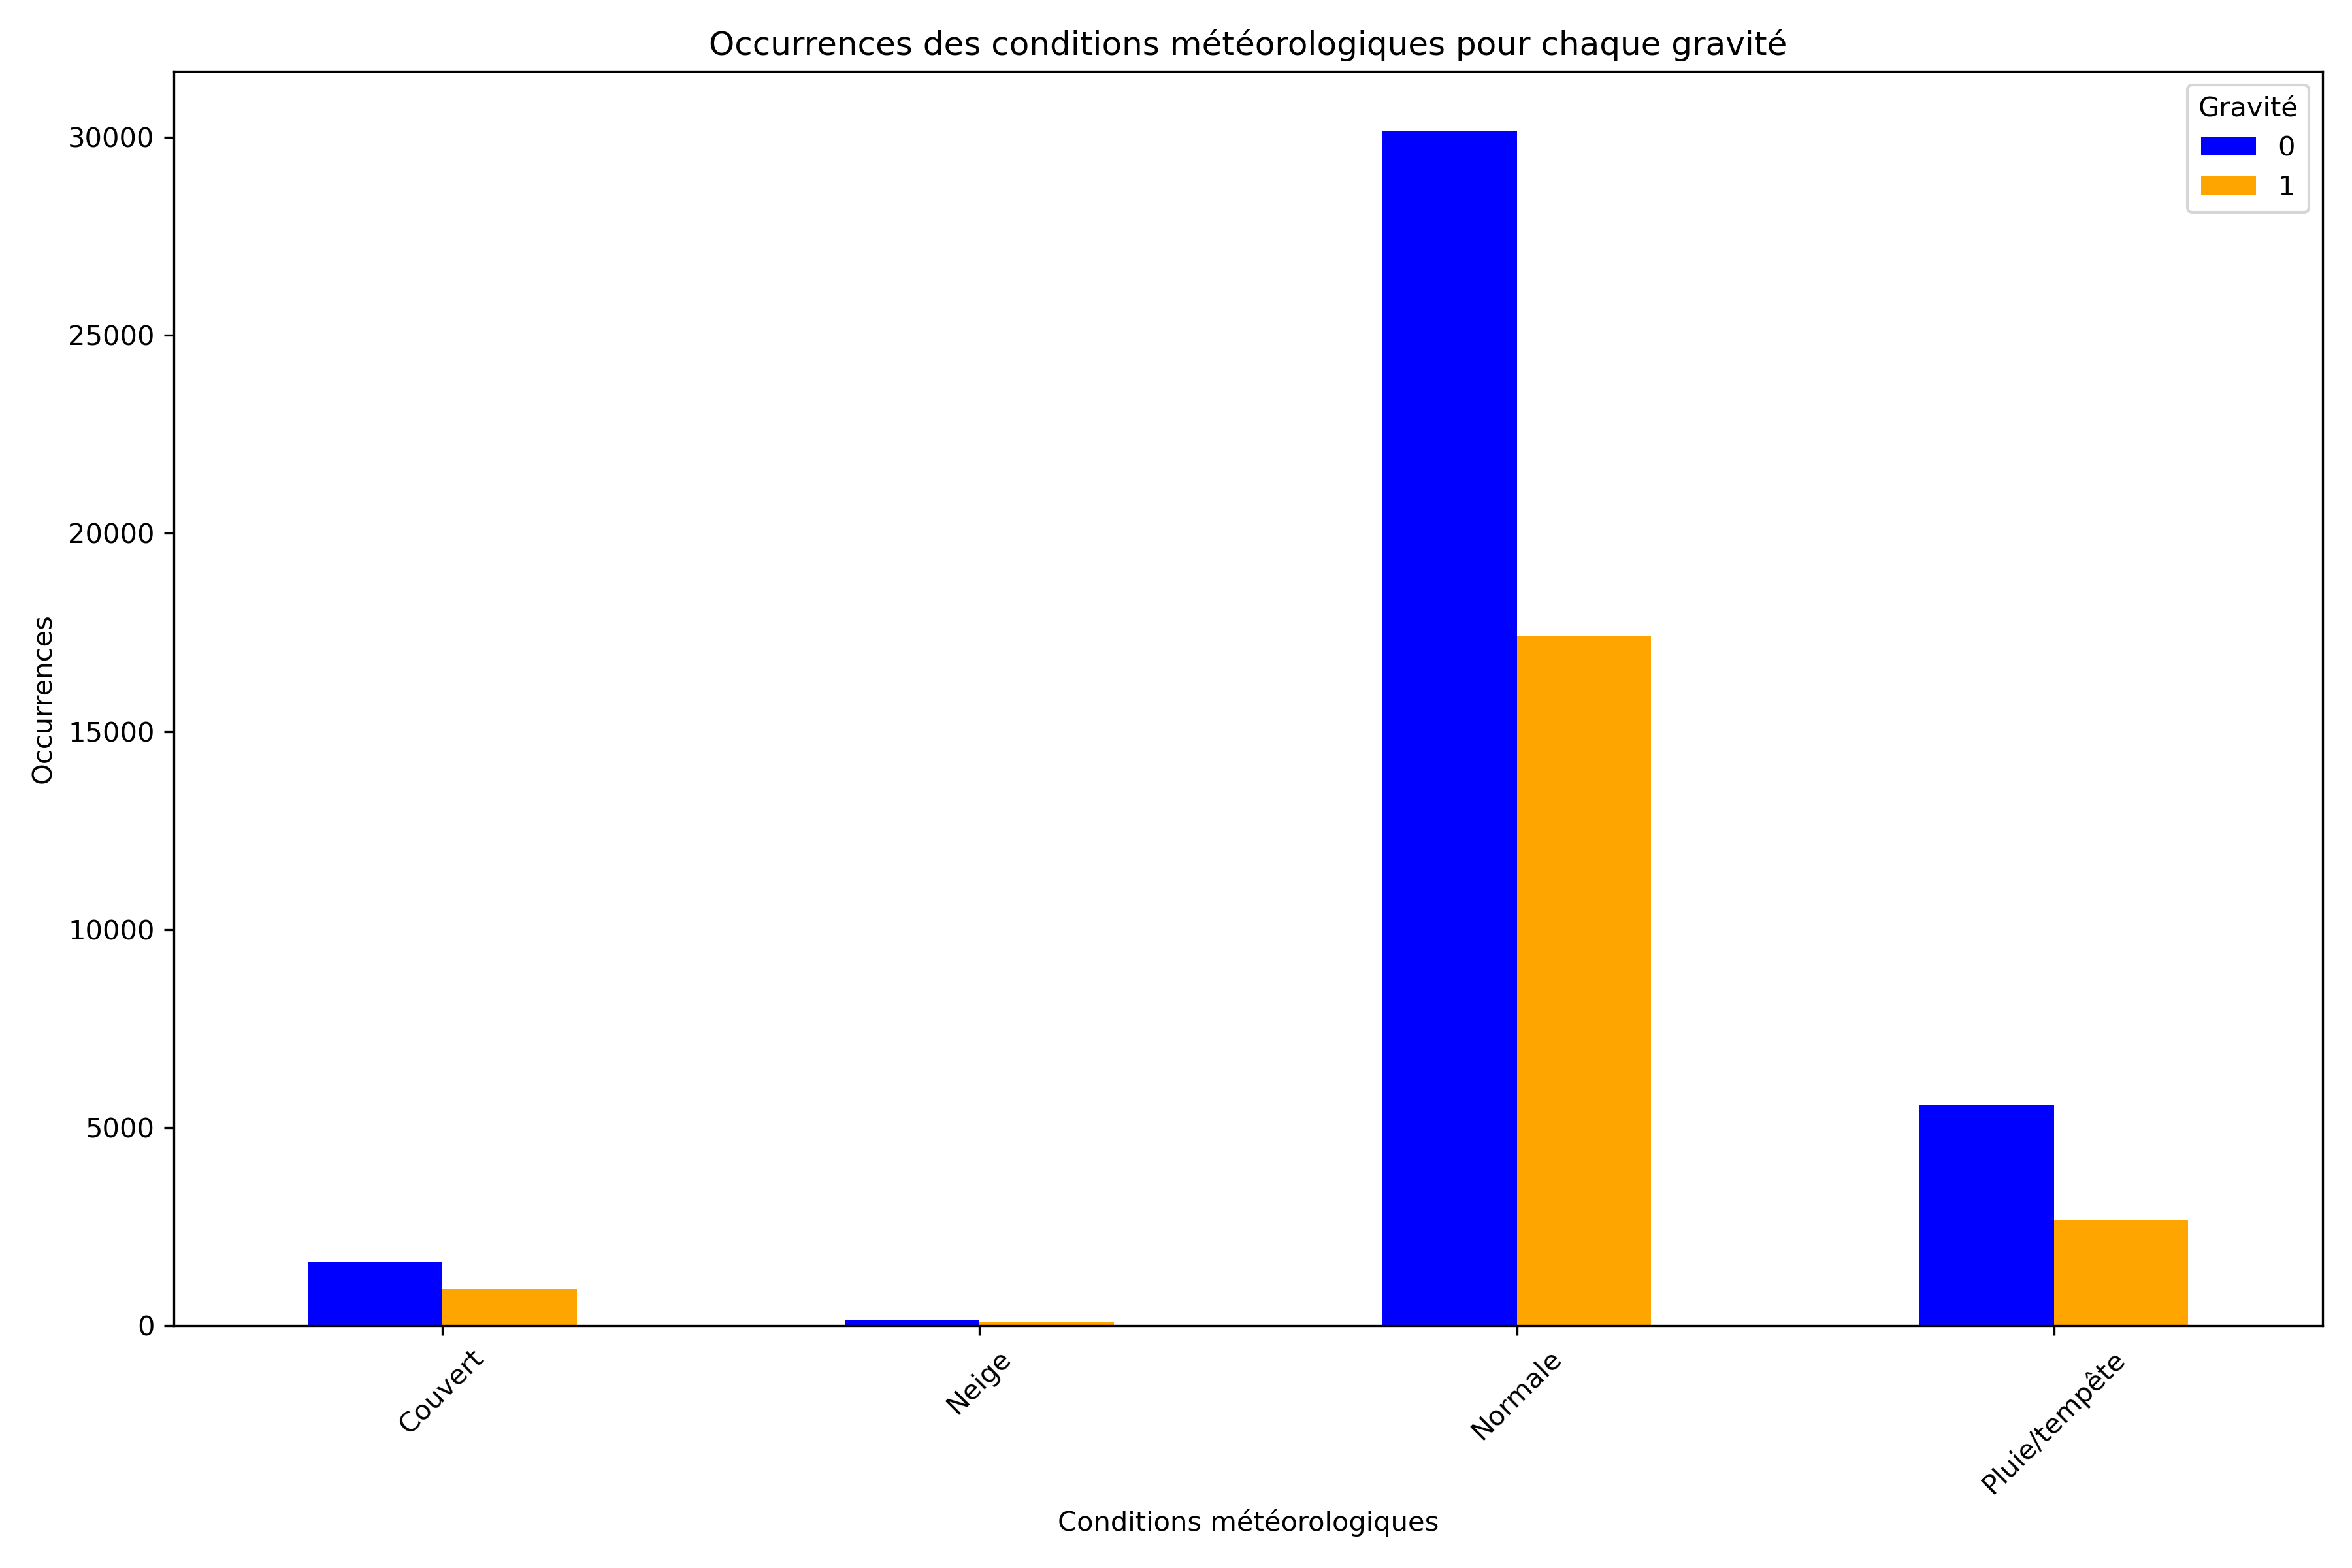 Occurrences des conditions météorologiques pour chaque gravité
Gravité
0
1
30000
25000
20000
15000
10000
5000
0
Occurrences
Couvert
Neige
Normale
Pluie/tempête
Conditions météorologiques